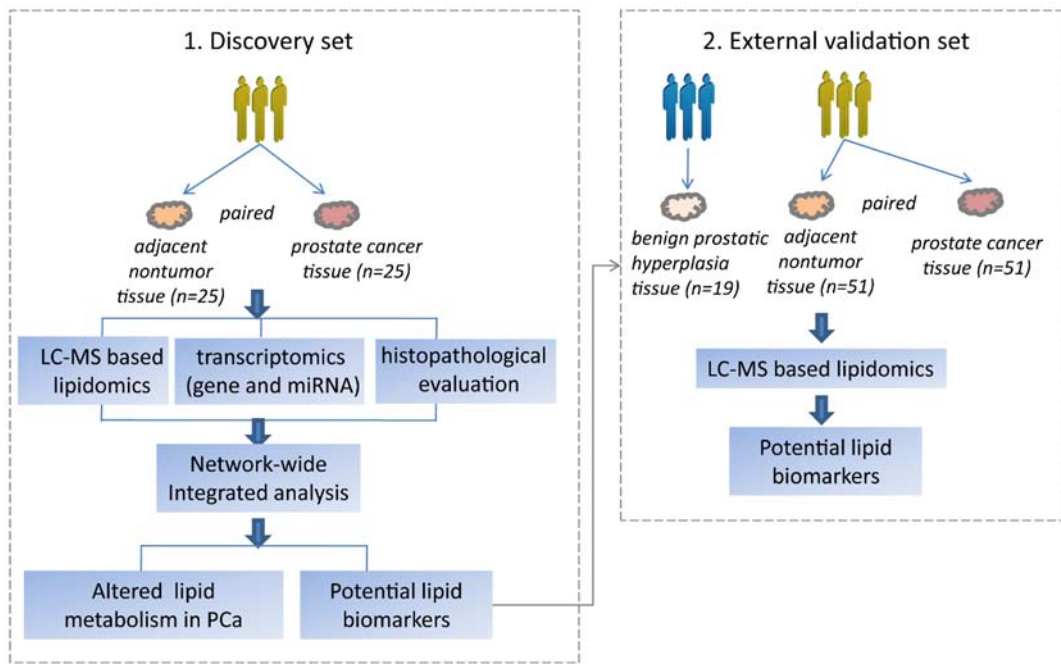 1. Discovery set
paired
adjacent
nontumor
tissue (n=25)
prostate cancer
tissue (n=25)
LC-MS based
lipidomics
transcriptomics
(gene and miRNA)
histopathological
evaluation
Network-wide
Integrated analysis
Altered lipid
metabolism in PCa
Potential lipid
biomarkers
2. External validation set
benign prostatic
hyperplasia
tissue (n=19)
paired
adjacent
nontumor
tissue (n=51)
prostate cancer
tissue (n=51)
LC-MS based lipidomics
Potential lipid
biomarkers